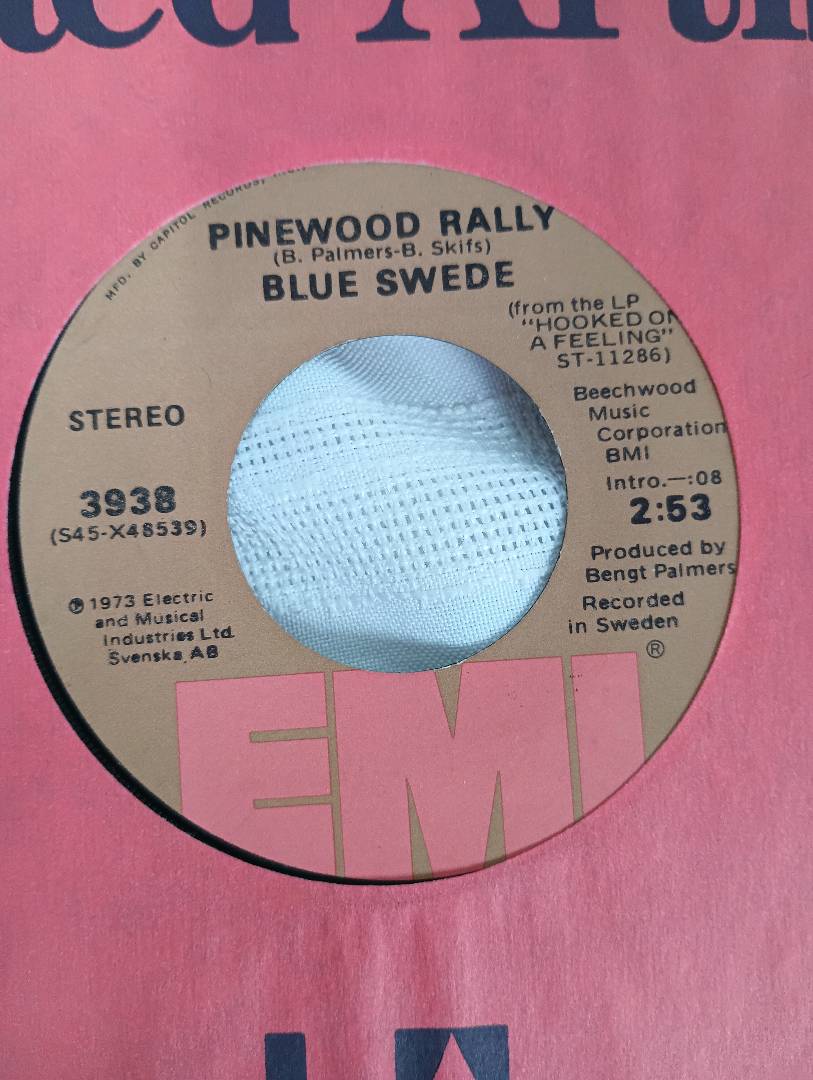 MFD. BY CAPITOL RECORDS,
PINEWOOD RALLY
(B. Palmers-B. Skifs)
BLUE SWEDE
(from the LP
"HOOKED ON
A FEELING"
ST-11286)
STEREO
3938
(S45-X48539)
Beechwood
Music
Corporation
BMI
Intro.—:08
2:53
Produced by
Bengt Palmers
Recorded
in Sweden
℗ 1973 Electric
and Musical
Industries Ltd.
Svenska AB
EMI®